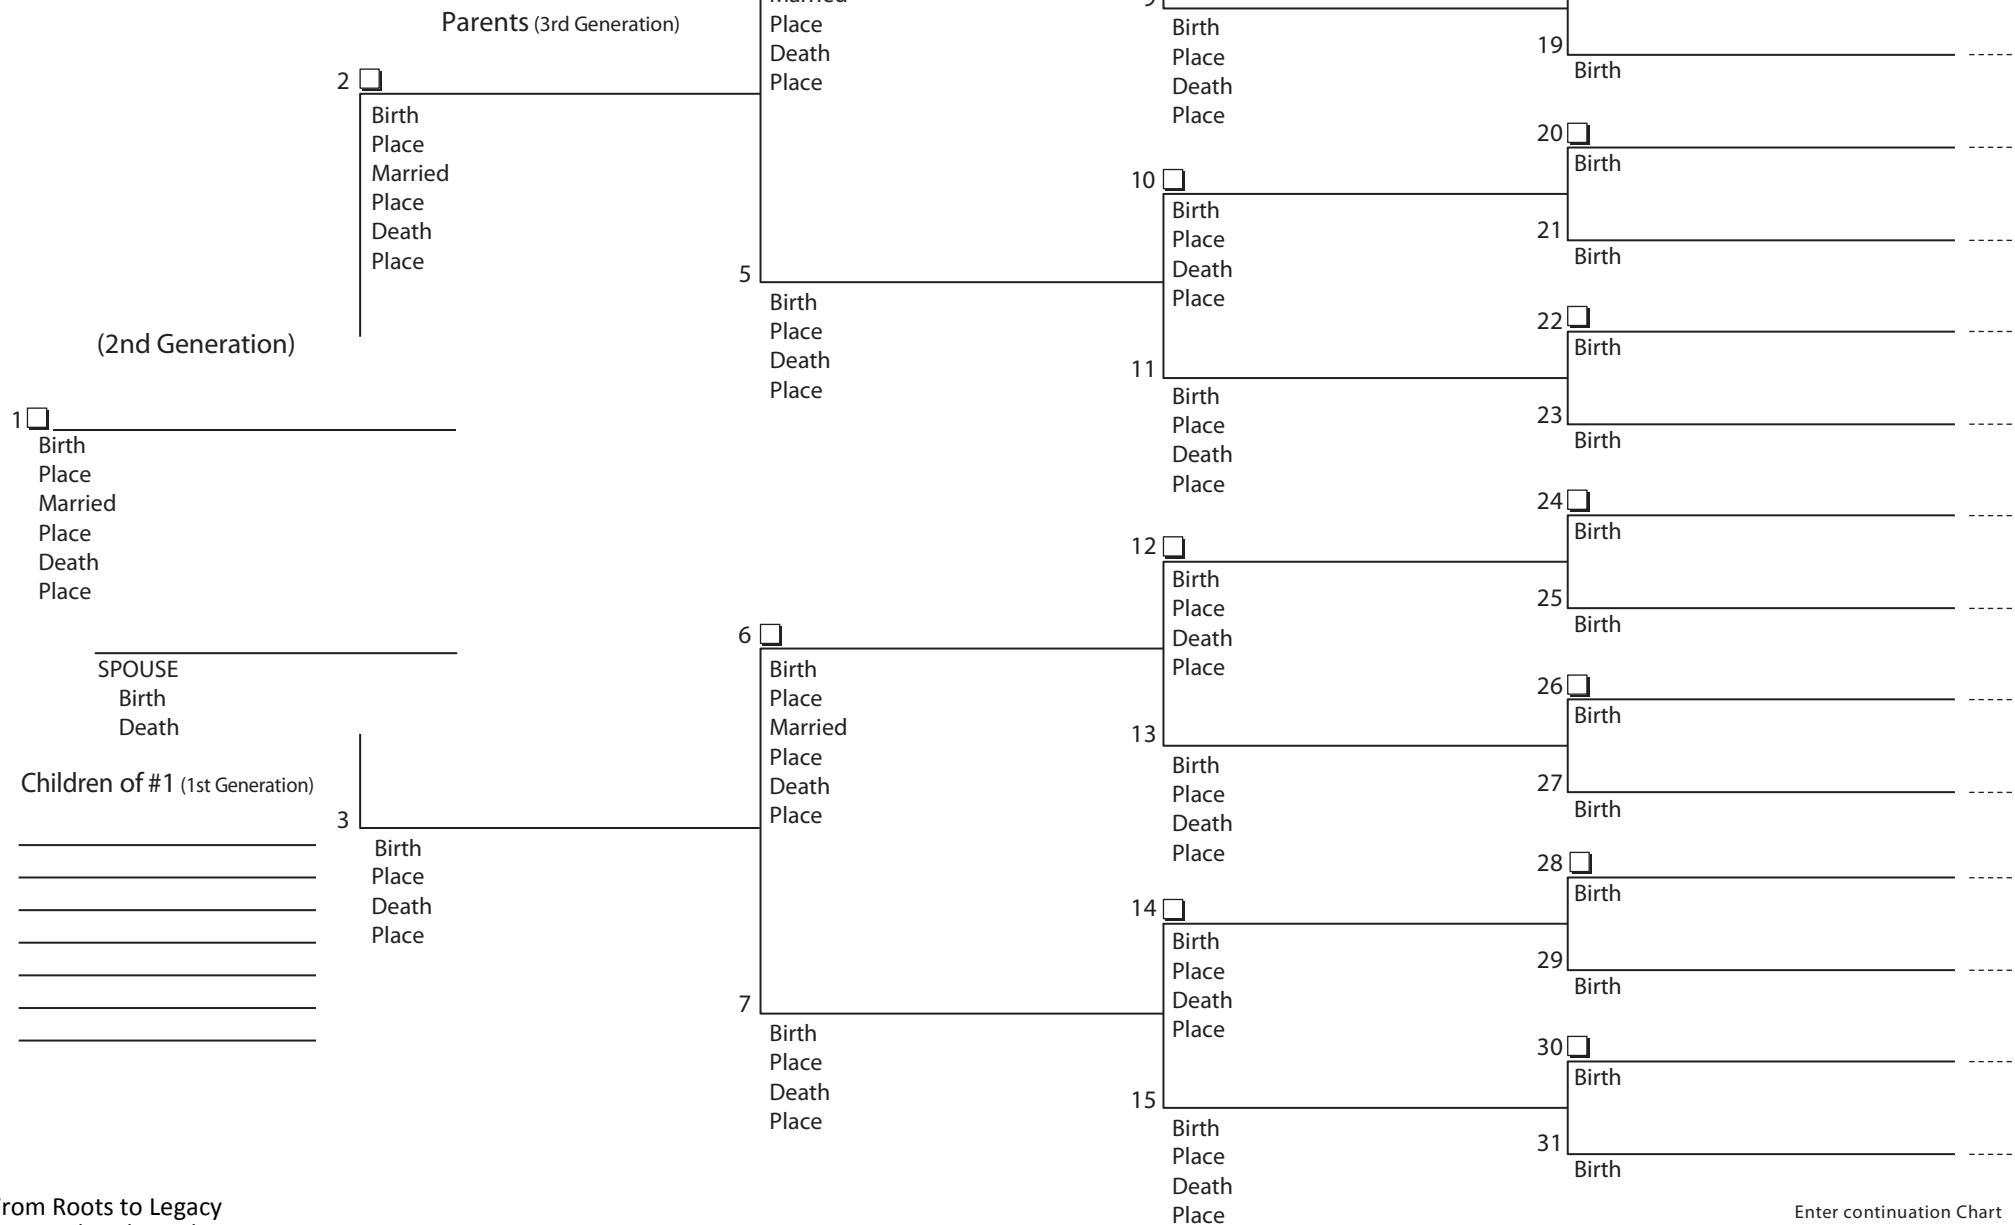 Parents (3rd Generation)
2
Birth
Place
Married
Place
Death
Place
(2nd Generation)
1
Birth
Place
Married
Place
Death
Place
SPOUSE
Birth
Death
Children of #1 (1st Generation)
3
Birth
Place
Death
Place
Married
Place
Death
Place
5
Birth
Place
Death
Place
6
Birth
Place
Married
Place
Death
Place
7
Birth
Place
Death
Place
9
Birth
Place
Death
Place
10
Birth
Place
Death
Place
11
Birth
Place
Death
Place
12
Birth
Place
Death
Place
13
Birth
Place
Death
Place
14
Birth
Place
Death
Place
15
Birth
Place
Death
Place
19
Birth
20
Birth
21
Birth
22
Birth
23
Birth
24
Birth
25
Birth
26
Birth
27
Birth
28
Birth
29
Birth
30
Birth
31
Birth
From Roots to Legacy
Enter continuation Chart